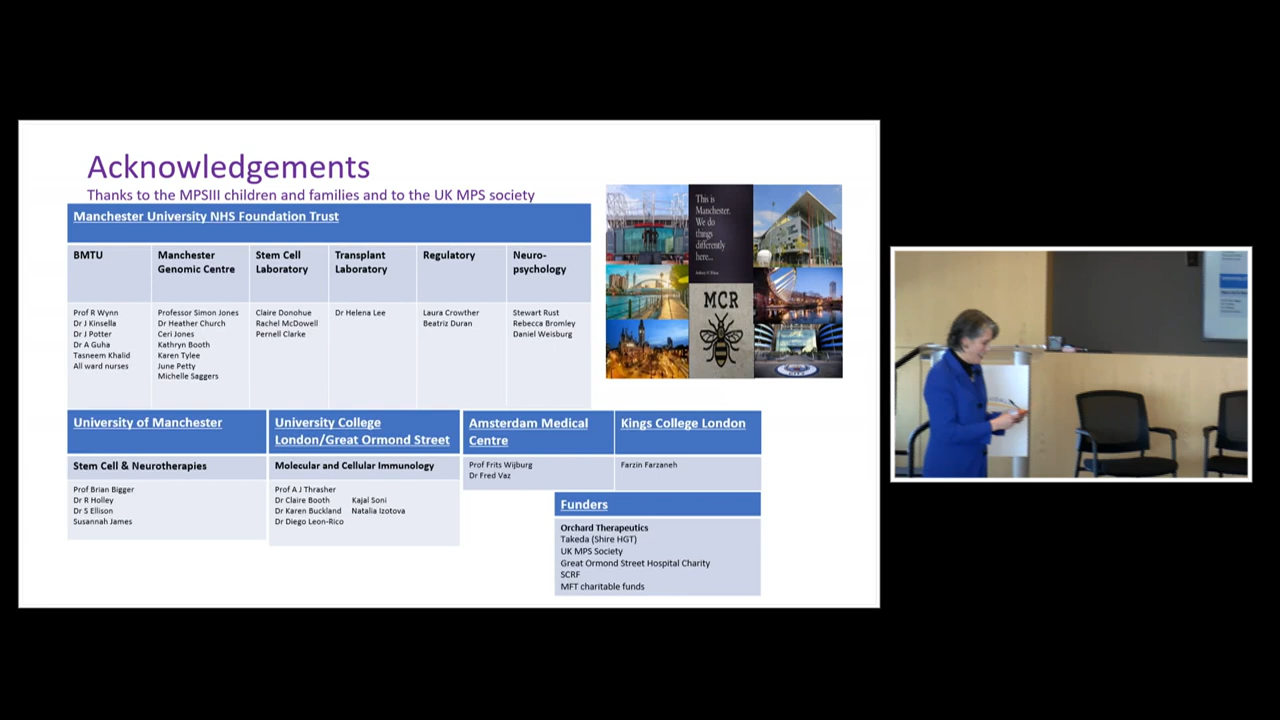 Acknowledgements
Thanks to the MPSIII children and families and to the UK MPS society
Manchester University NHS Foundation Trust
BMTU
Prof R Wynn
Dr J Kinsella
Dr J Potter
Dr A Guha
Tasneem Khalid
All ward nurses
Manchester
Genomic Centre
Professor Simon Jones
Dr Heather Church
Ceri Jones
Kathryn Booth
Karen Tylee
June Petty
Michelle Saggers
Stem Cell
Laboratory
Claire Donohue
Rachel McDowell
Pernell Clarke
Transplant
Laboratory
Dr Helena Lee
Regulatory
Laura Crowther
Beatriz Duran
Neuro-
psychology
Stewart Rust
Rebecca Bromley
Daniel Weisburg
This is
Manchester.
We do
things
differently
here...
MCR
CITY
University of Manchester
Stem Cell & Neurotherapies
Prof Brian Bigger
Dr R Holley
Dr S Ellison
Susannah James
University College
London/Great Ormond Street
Molecular and Cellular Immunology
Prof A J Thrasher
Dr Claire Booth Kajal Soni
Dr Karen Buckland Natalia Izotova
Dr Diego Leon-Rico
Amsterdam Medical
Centre
Prof Frits Wijburg
Dr Fred Vaz
Kings College London
Farzin Farzaneh
Funders
Orchard Therapeutics
Takeda (Shire HGT)
UK MPS Society
Great Ormond Street Hospital Charity
SCRF
MFT charitable funds